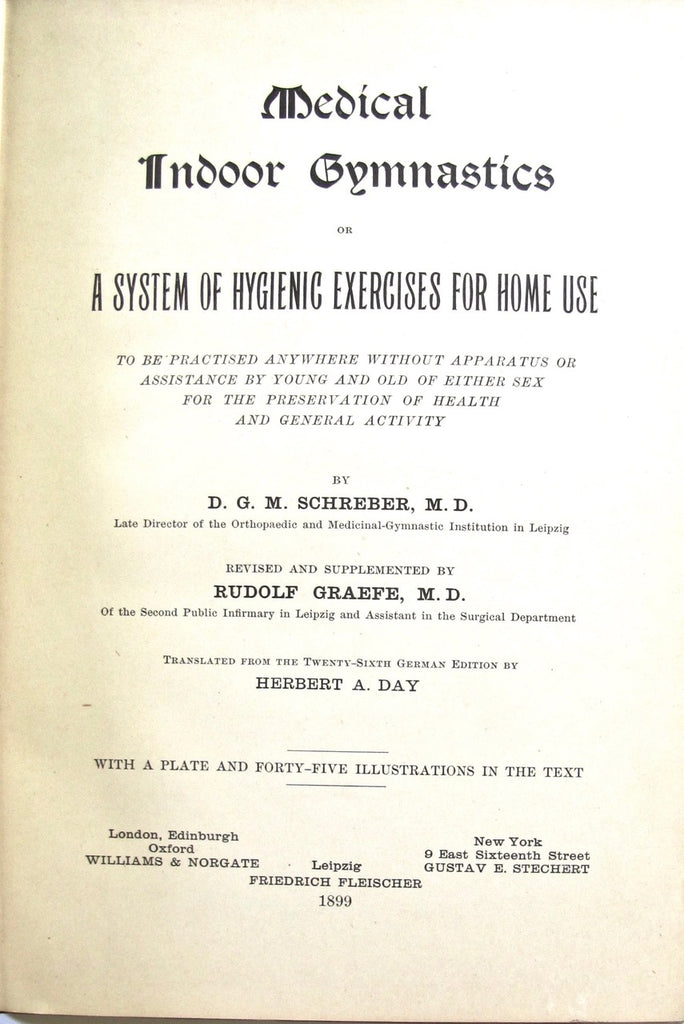 Medical
Indoor Gymnastics
OR
A SYSTEM OF HYGIENIC EXERCISES FOR HOME USE
TO BE PRACTISED ANYWHERE WITHOUT APPARATUS OR
ASSISTANCE BY YOUNG AND OLD OF EITHER SEX
FOR THE PRESERVATION OF HEALTH
AND GENERAL ACTIVITY
BY
D. G. M. SCHREBER, M. D.
Late Director of the Orthopaedic and Medicinal-Gymnastic Institution in Leipzig
REVISED AND SUPPLEMENTED BY
RUDOLF GRAEFE, M. D.
Of the Second Public Infirmary in Leipzig and Assistant in the Surgical Department
TRANSLATED FROM THE TWENTY-SIXTH GERMAN EDITION BY
HERBERT A. DAY
WITH A PLATE AND FORTY-FIVE ILLUSTRATIONS IN THE TEXT
London, Edinburgh
Oxford
WILLIAMS & NORGATE
Leipzig
FRIEDRICH FLEISCHER
1899
New York
9 East Sixteenth Street
GUSTAV E. STECHERT